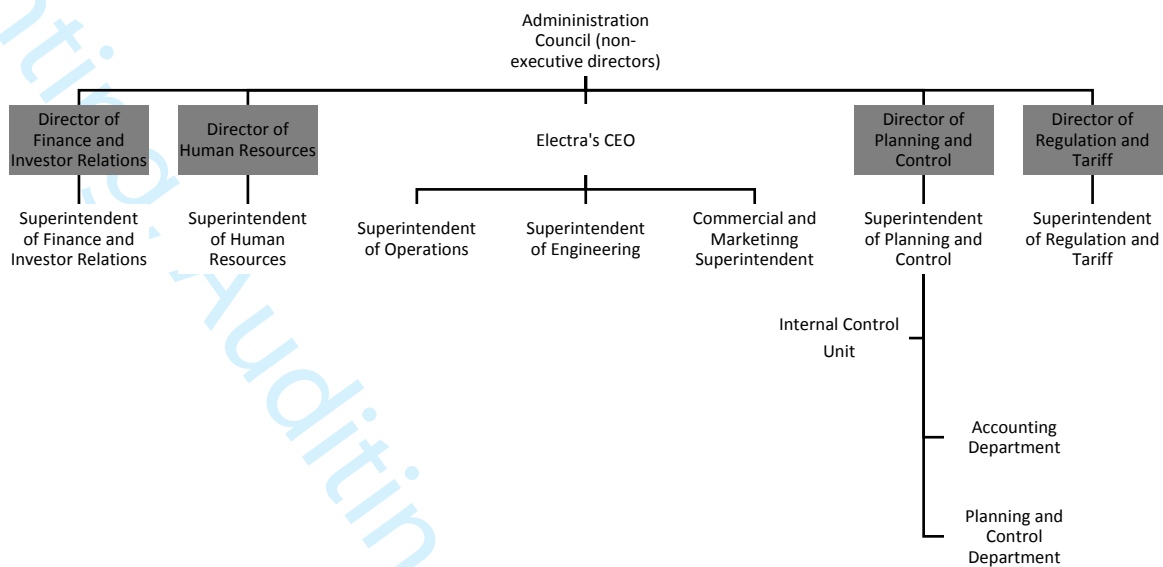 Admininistration
Council (non-
executive directors)
Director of
Finance and
Investor Relations
Director of
Human Resources
Electra's CEO
Director of
Planning and
Control
Director of
Regulation and
Tariff
Superintendent
of Finance and
Investor Relations
Superintendent
of Human
Resources
Superintendent
of Operations
Superintendent
of Engineering
Commercial and
Marketinng
Superintendent
Superintendent
of Planning and
Control
Superintendent
of Regulation and
Tariff
Internal Control
Unit
Accounting
Department
Planning and
Control
Department
nting, Auditin